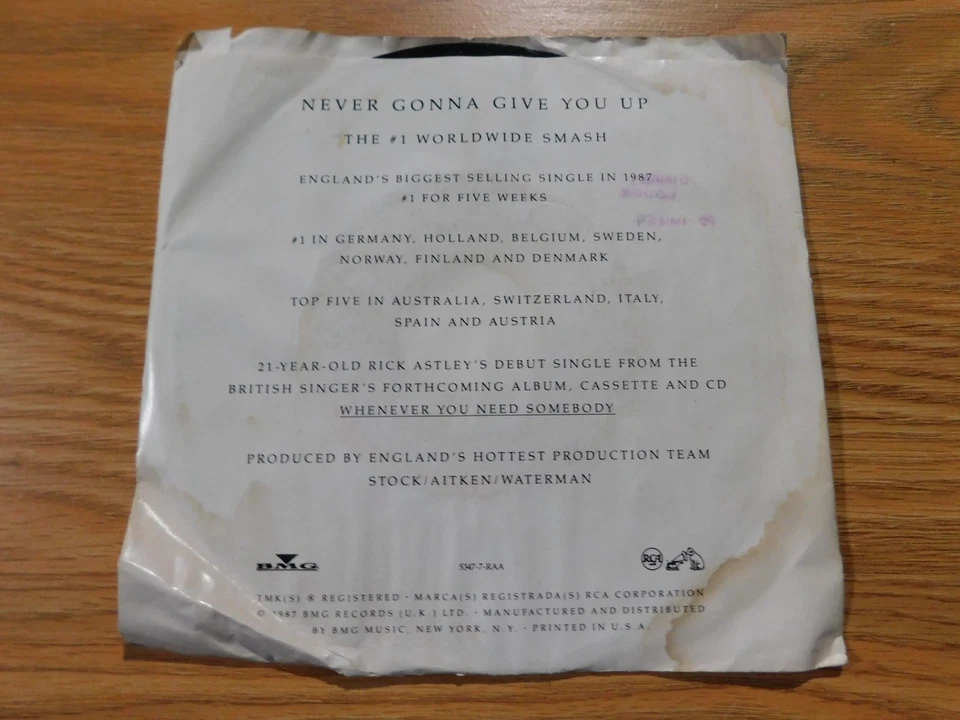 NEVER GONNA GIVE YOU UP
THE #1 WORLDWIDE SMASH
ENGLAND'S BIGGEST SELLING SINGLE IN 1987
#1 FOR FIVE WEEKS
#1 IN GERMANY, HOLLAND, BELGIUM, SWEDEN,
NORWAY, FINLAND AND DENMARK
TOP FIVE IN AUSTRALIA, SWITZERLAND, ITALY,
SPAIN AND AUSTRIA
21-YEAR-OLD RICK ASTLEY'S DEBUT SINGLE FROM THE
BRITISH SINGER'S FORTHCOMING ALBUM, CASSETTE AND CD
WHENEVER YOU NEED SOMEBODY
PRODUCED BY ENGLAND'S HOTTEST PRODUCTION TEAM
STOCK/AITKEN/WATERMAN
BMG 5347-7-RAA RCA
TMK(S) ® REGISTERED · MARCA(S) REGISTRADA(S) RCA CORPORATION
© 1987 BMG RECORDS (U.K.) LTD. · MANUFACTURED AND DISTRIBUTED
BY BMG MUSIC, NEW YORK, N.Y. · PRINTED IN U.S.A.